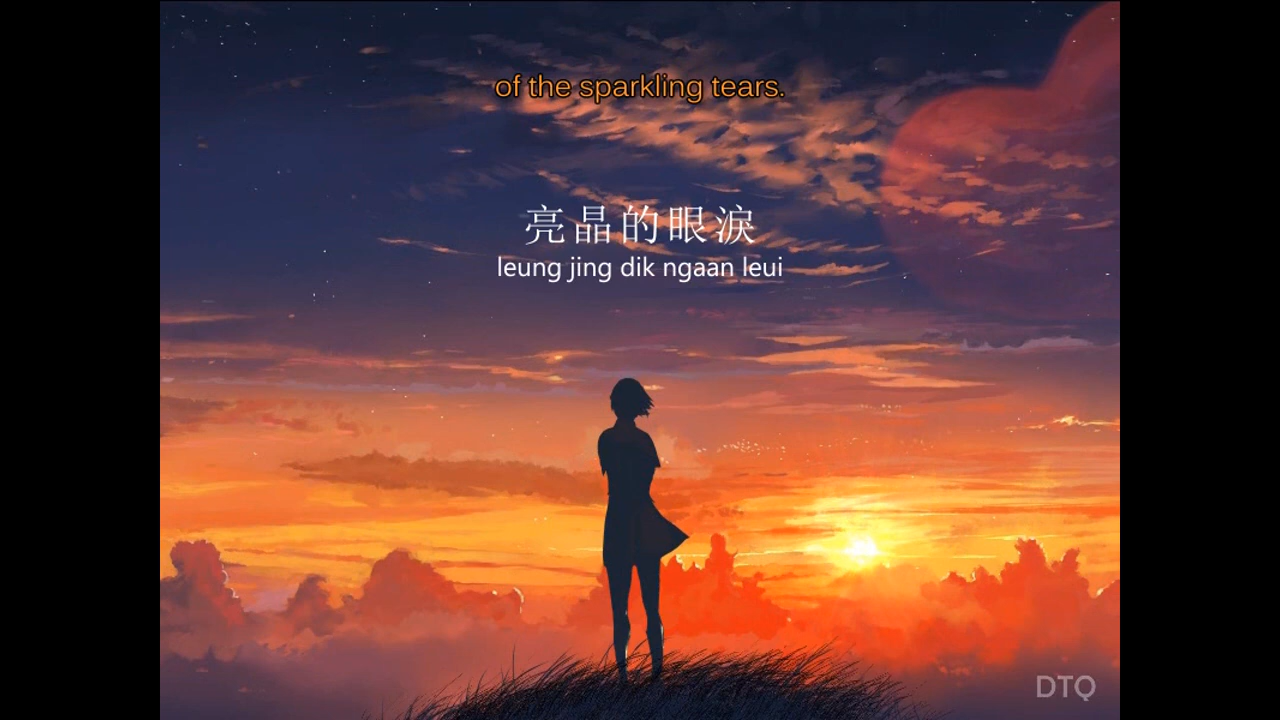 of the sparkling tears.
亮晶的眼淚
leung jing dik ngaan leui
DTQ